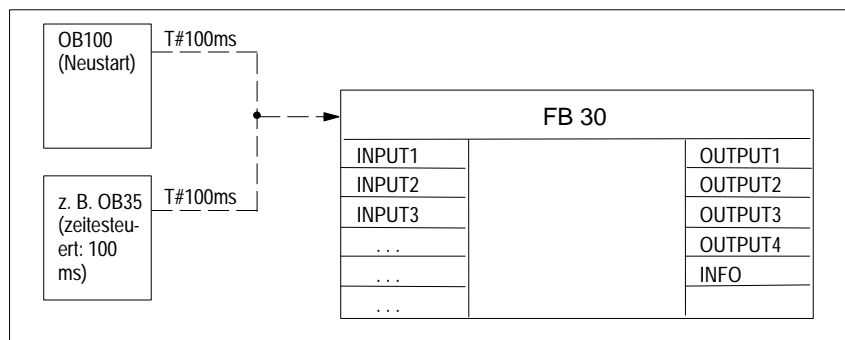 OB100
(Neustart)
T#100ms
z. B. OB35
(zeitesteu-
ert: 100
ms)
T#100ms
FB 30
INPUT1
INPUT2
INPUT3
. . .
. . .
. . .
OUTPUT1
OUTPUT2
OUTPUT3
OUTPUT4
INFO